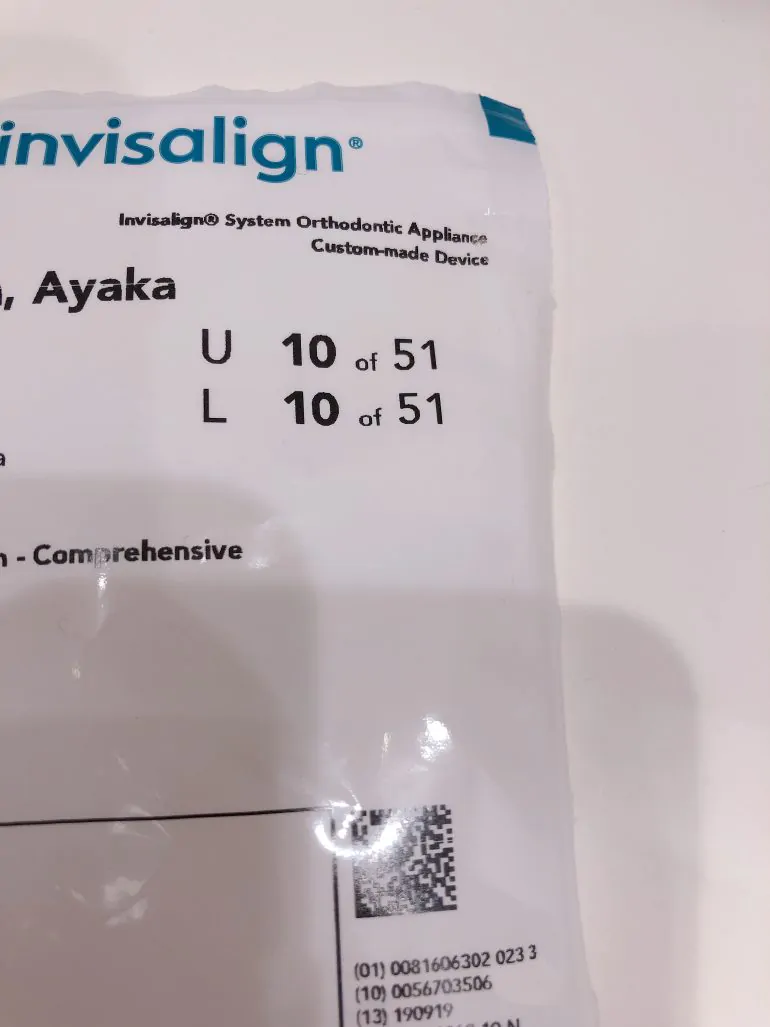 invisalign®
Invisalign® System Orthodontic Appliance
Custom-made Device
, Ayaka
U 10 of 51
L 10 of 51
a
- Comprehensive
(01) 0081606302 023 3
(10) 0056703506
(13) 190919